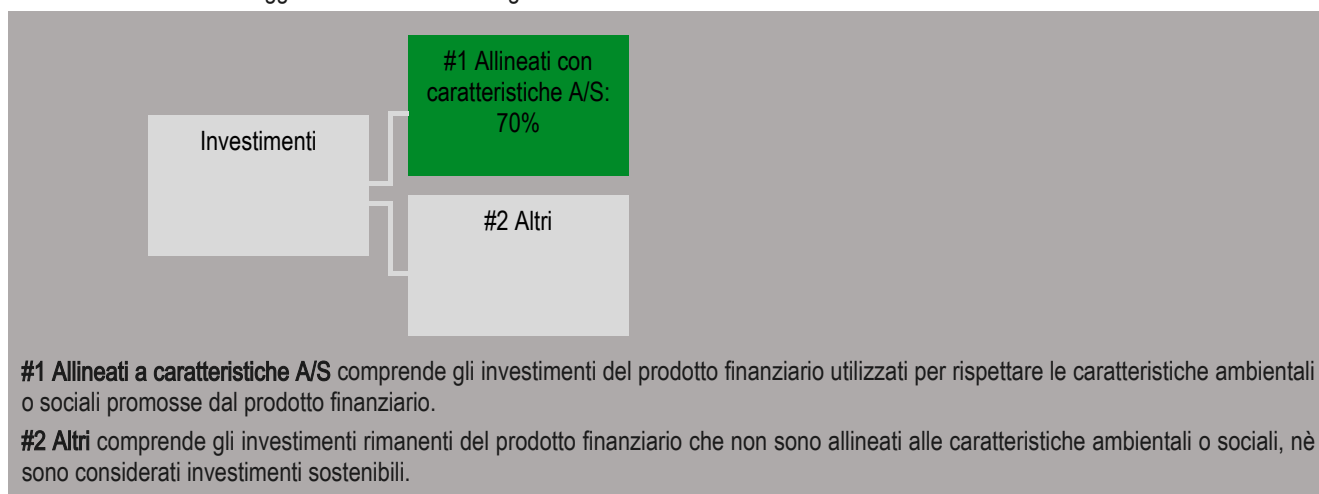 #1 Allineati con
caratteristiche A/S:
70%
Investimenti
#2 Altri
#1 Allineati a caratteristiche A/S comprende gli investimenti del prodotto finanziario utilizzati per rispettare le caratteristiche ambientali
o sociali promosse dal prodotto finanziario.
#2 Altri comprende gli investimenti rimanenti del prodotto finanziario che non sono allineati alle caratteristiche ambientali o sociali, nè
sono considerati investimenti sostenibili.